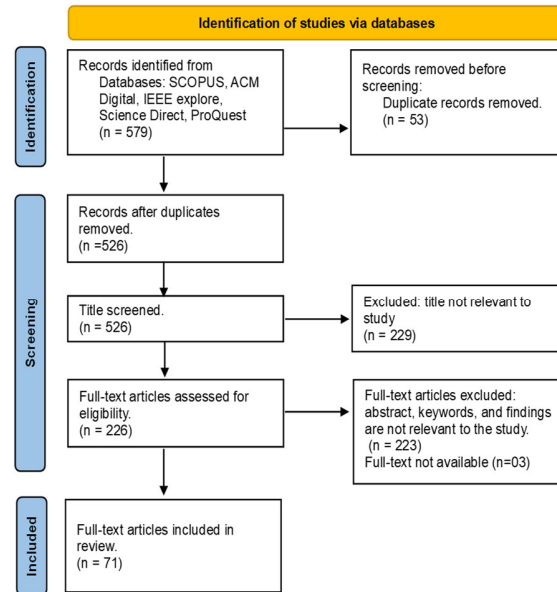 Identification of studies via databases
Identification
Records identified from
Databases: SCOPUS, ACM
Digital, IEEE explore,
Science Direct, ProQuest
(n = 579)
Records removed before
screening:
Duplicate records removed.
(n = 53)
Screening
Records after duplicates
removed.
(n =526)
Title screened.
(n = 526)
Excluded: title not relevant to
study
(n = 229)
Full-text articles assessed for
eligibility.
(n = 226)
Full-text articles excluded:
abstract, keywords, and findings
are not relevant to the study.
(n = 223)
Full-text not available (n=03)
Included
Full-text articles included in
review.
(n = 71)